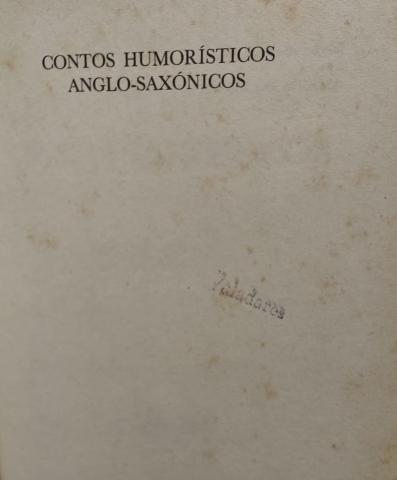 CONTOS HUMORÍSTICOS
ANGLO-SAXÓNICOS
Valadares